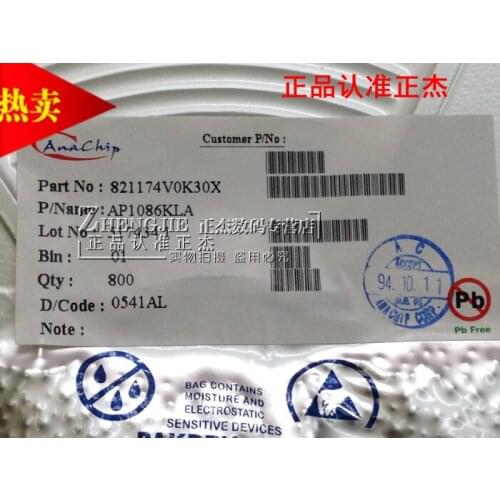 热卖
正品认准正杰
AnaChip
Customer P/No :
Part No : 821174V0K30X
P/Name : AP1086KLA
Lot No
Bin : 01
Qty : 800
D/Code : 0541AL
Note :
ZHENGJIE 正杰数码专营店
正品认准正杰 实物拍摄 盗用必究
A C
94. 10. 11
ANACHIP CORP.
Pb
Pb Free
BAG CONTAINS
MOISTURE AND
ELECTROSTATIC
SENSITIVE DEVICES